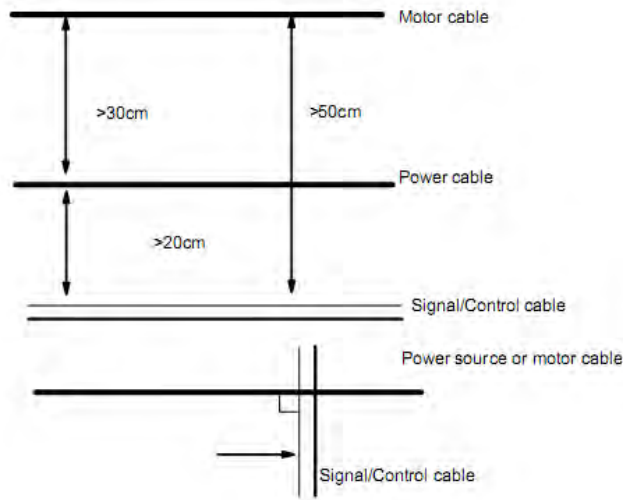 Motor cable
>30cm
>50cm
Power cable
>20cm
Signal/Control cable
Power source or motor cable
Signal/Control cable